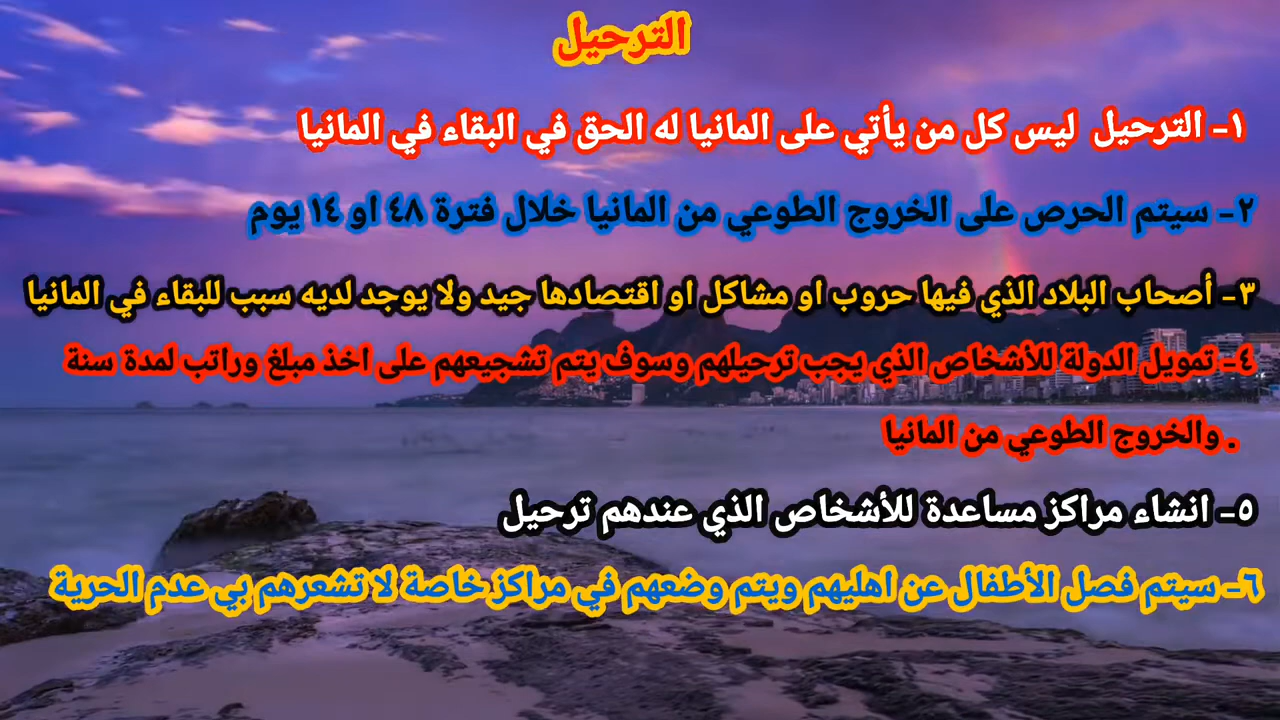 الترحيل
١- الترحيل ليس كل من يأتي على المانيا له الحق في البقاء في المانيا
٢- سيتم الحرص على الخروج الطوعي من المانيا خلال فترة ٤٨ او ١٤ يوم
٣- أصحاب البلاد الذي فيها حروب او مشاكل او اقتصادها جيد ولا يوجد لديه سبب للبقاء في المانيا
٤- تمويل الدولة للأشخاص الذي يجب ترحيلهم وسوف يتم تشجيعهم على اخذ مبلغ وراتب لمدة سنة
. والخروج الطوعي من المانيا
٥- انشاء مراكز مساعدة للأشخاص الذي عندهم ترحيل
٦- سيتم فصل الأطفال عن اهليهم ويتم وضعهم في مراكز خاصة لا تشعرهم بي عدم الحرية